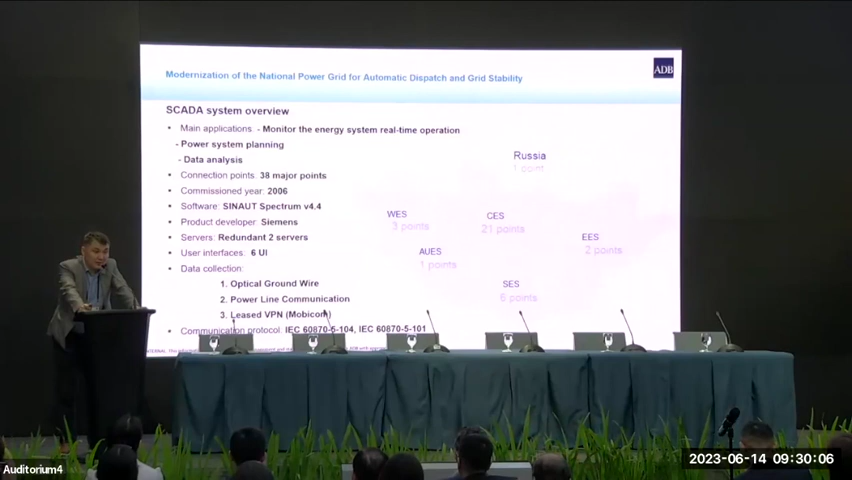 ADB
Modernization of the National Power Grid for Automatic Dispatch and Grid Stability
SCADA system overview
• Main applications: - Monitor the energy system real-time operation
- Power system planning
- Data analysis
• Connection points: 38 major points
• Commissioned year: 2006
• Software: SINAUT Spectrum v4.4
• Product developer: Siemens
• Servers: Redundant 2 servers
• User interfaces: 6 UI
• Data collection:
1. Optical Ground Wire
2. Power Line Communication
3. Leased VPN (Mobicom)
• Communication protocol: IEC 60870-5-104, IEC 60870-5-101
Russia
1 point
WES
3 points
CES
21 points
EES
2 points
AUES
1 points
SES
6 points
Auditorium4
2023-06-14 09:30:06